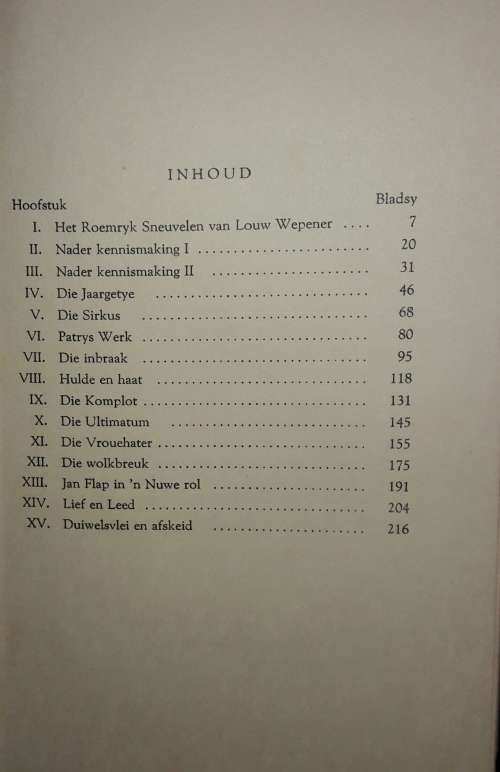 INHOUD
Hoofstuk Bladsy
I. Het Roemryk Sneuvelen van Louw Wepener .... 7
II. Nader kennismaking I ........................ 20
III. Nader kennismaking II ...................... 31
IV. Die Jaargetye .............................. 46
V. Die Sirkus ................................ 68
VI. Patrys Werk ................................ 80
VII. Die inbraak ................................ 95
VIII. Hulde en haat .............................. 118
IX. Die Komplot ................................ 131
X. Die Ultimatum ............................ 145
XI. Die Vrouehater .............................. 155
XII. Die wolkbreuk .............................. 175
XIII. Jan Flap in 'n Nuwe rol ...................... 191
XIV. Lief en Leed ................................ 204
XV. Duiwelsvlei en afskeid ...................... 216